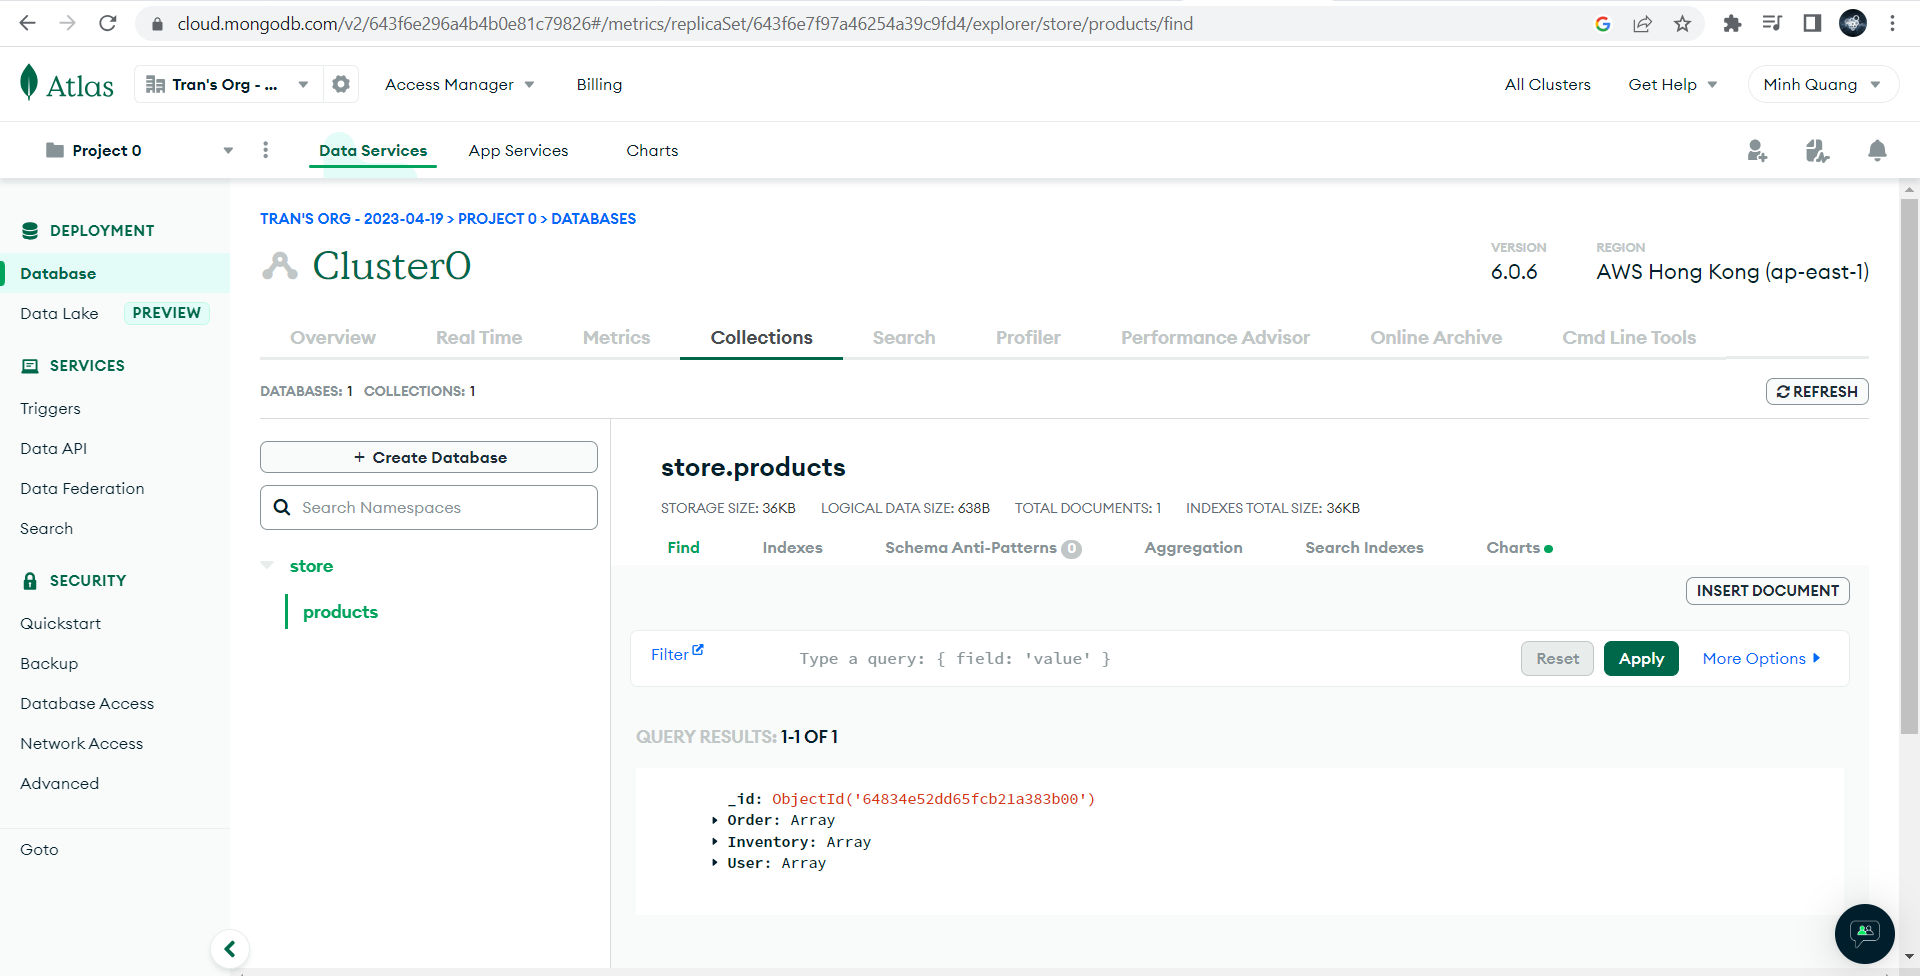 cloud.mongodb.com/v2/643f6e296a4b4b0e81c79826#/metrics/replicaSet/643f6e7f97a46254a39c9fd4/explorer/store/products/find
Atlas
Tran's Org - ...
Access Manager
Billing
All Clusters
Get Help
Minh Quang
Project 0
Data Services
App Services
Charts
DEPLOYMENT
Database
Data Lake
PREVIEW
SERVICES
Triggers
Data API
Data Federation
Search
SECURITY
Quickstart
Backup
Database Access
Network Access
Advanced
Goto
TRAN'S ORG - 2023-04-19 > PROJECT 0 > DATABASES
Cluster0
VERSION
6.0.6
REGION
AWS Hong Kong (ap-east-1)
Overview
Real Time
Metrics
Collections
Search
Profiler
Performance Advisor
Online Archive
Cmd Line Tools
DATABASES: 1 COLLECTIONS: 1
REFRESH
+ Create Database
Search Namespaces
store
products
store.products
STORAGE SIZE: 36KB
LOGICAL DATA SIZE: 638B
TOTAL DOCUMENTS: 1
INDEXES TOTAL SIZE: 36KB
Find
Indexes
Schema Anti-Patterns 0
Aggregation
Search Indexes
Charts
INSERT DOCUMENT
Filter
Type a query: { field: 'value' }
Reset
Apply
More Options
QUERY RESULTS: 1-1 OF 1
_id: ObjectId('64834e52dd65fcb21a383b00')
Order: Array
Inventory: Array
User: Array